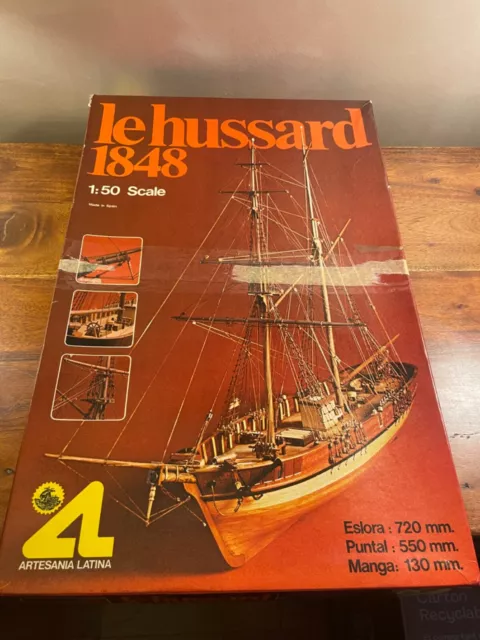 le hussard
1848
1:50 Scale
Made in Spain
Eslora : 720 mm.
Puntal : 550 mm.
Manga : 130 mm.
ARTESANIA LATINA